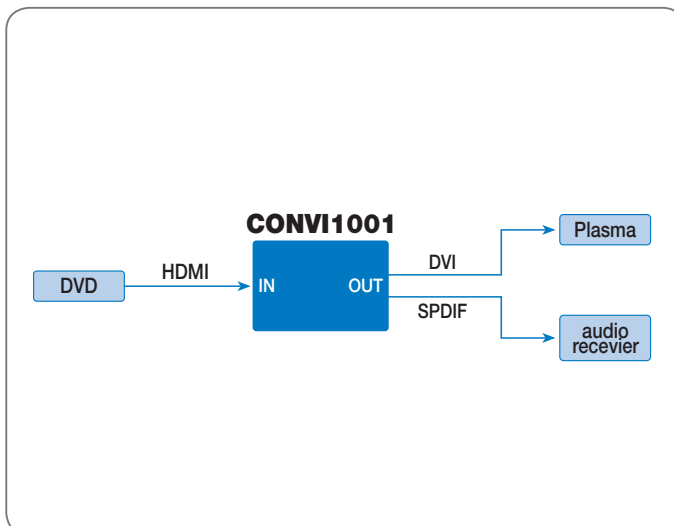 CONVI1001
DVD
HDMI
IN
OUT
DVI
SPDIF
Plasma
audio
recevier